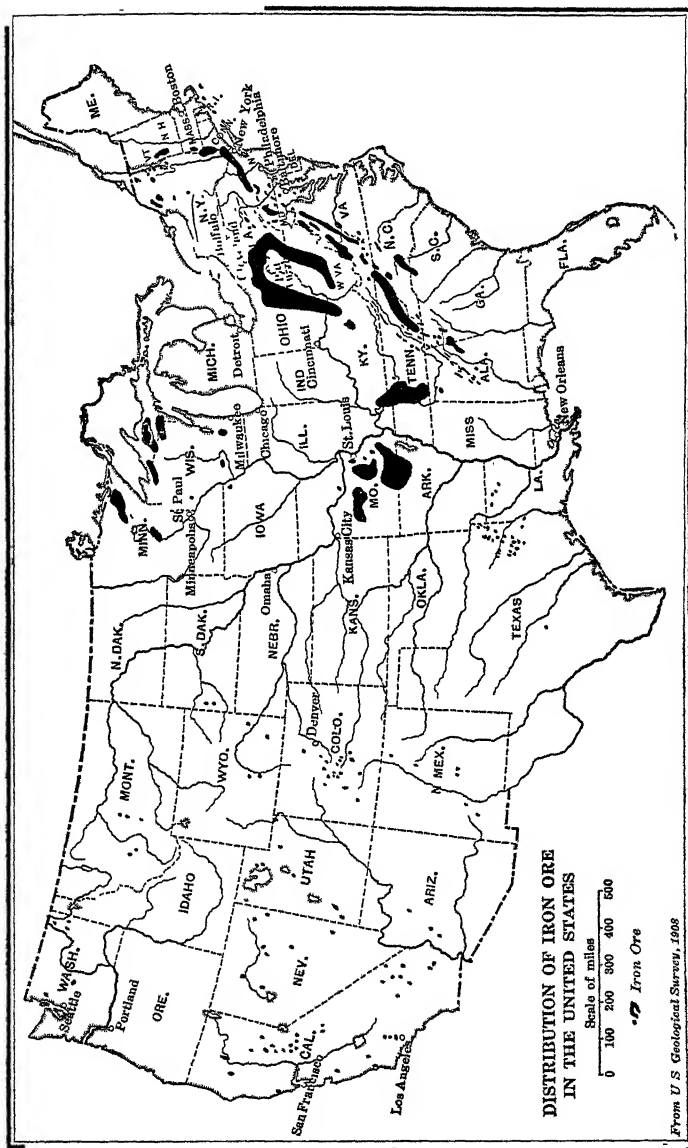 ME.
VT
N H
MASS.
Boston
N.Y.
Buffalo
New York
Philadelphia
Baltimore
DEL
MICH.
Detroit
WIS.
Milwaukee
Chicago
MINN.
St. Paul
Minneapolis
N.DAK.
S.DAK.
MONT.
WASH.
Seattle
Portland
ORE.
IDAHO
WYO.
NEBR.
Omaha
IOWA
ILL.
IND
OHIO
Cincinnati
W VA
VA
KY.
St. Louis
MO.
Kansas City
KANS.
COLO.
Denver
UTAH
NEV.
CAL.
San Francisco
Los Angeles
ARIZ.
N MEX.
OKLA.
TEXAS
ARK.
TENN.
N.C.
S.C.
GA.
ALA.
MISS
LA.
New Orleans
FLA.
DISTRIBUTION OF IRON ORE
IN THE UNITED STATES
Scale of miles
0 100 200 300 400 500
Iron Ore
From U S Geological Survey, 1908